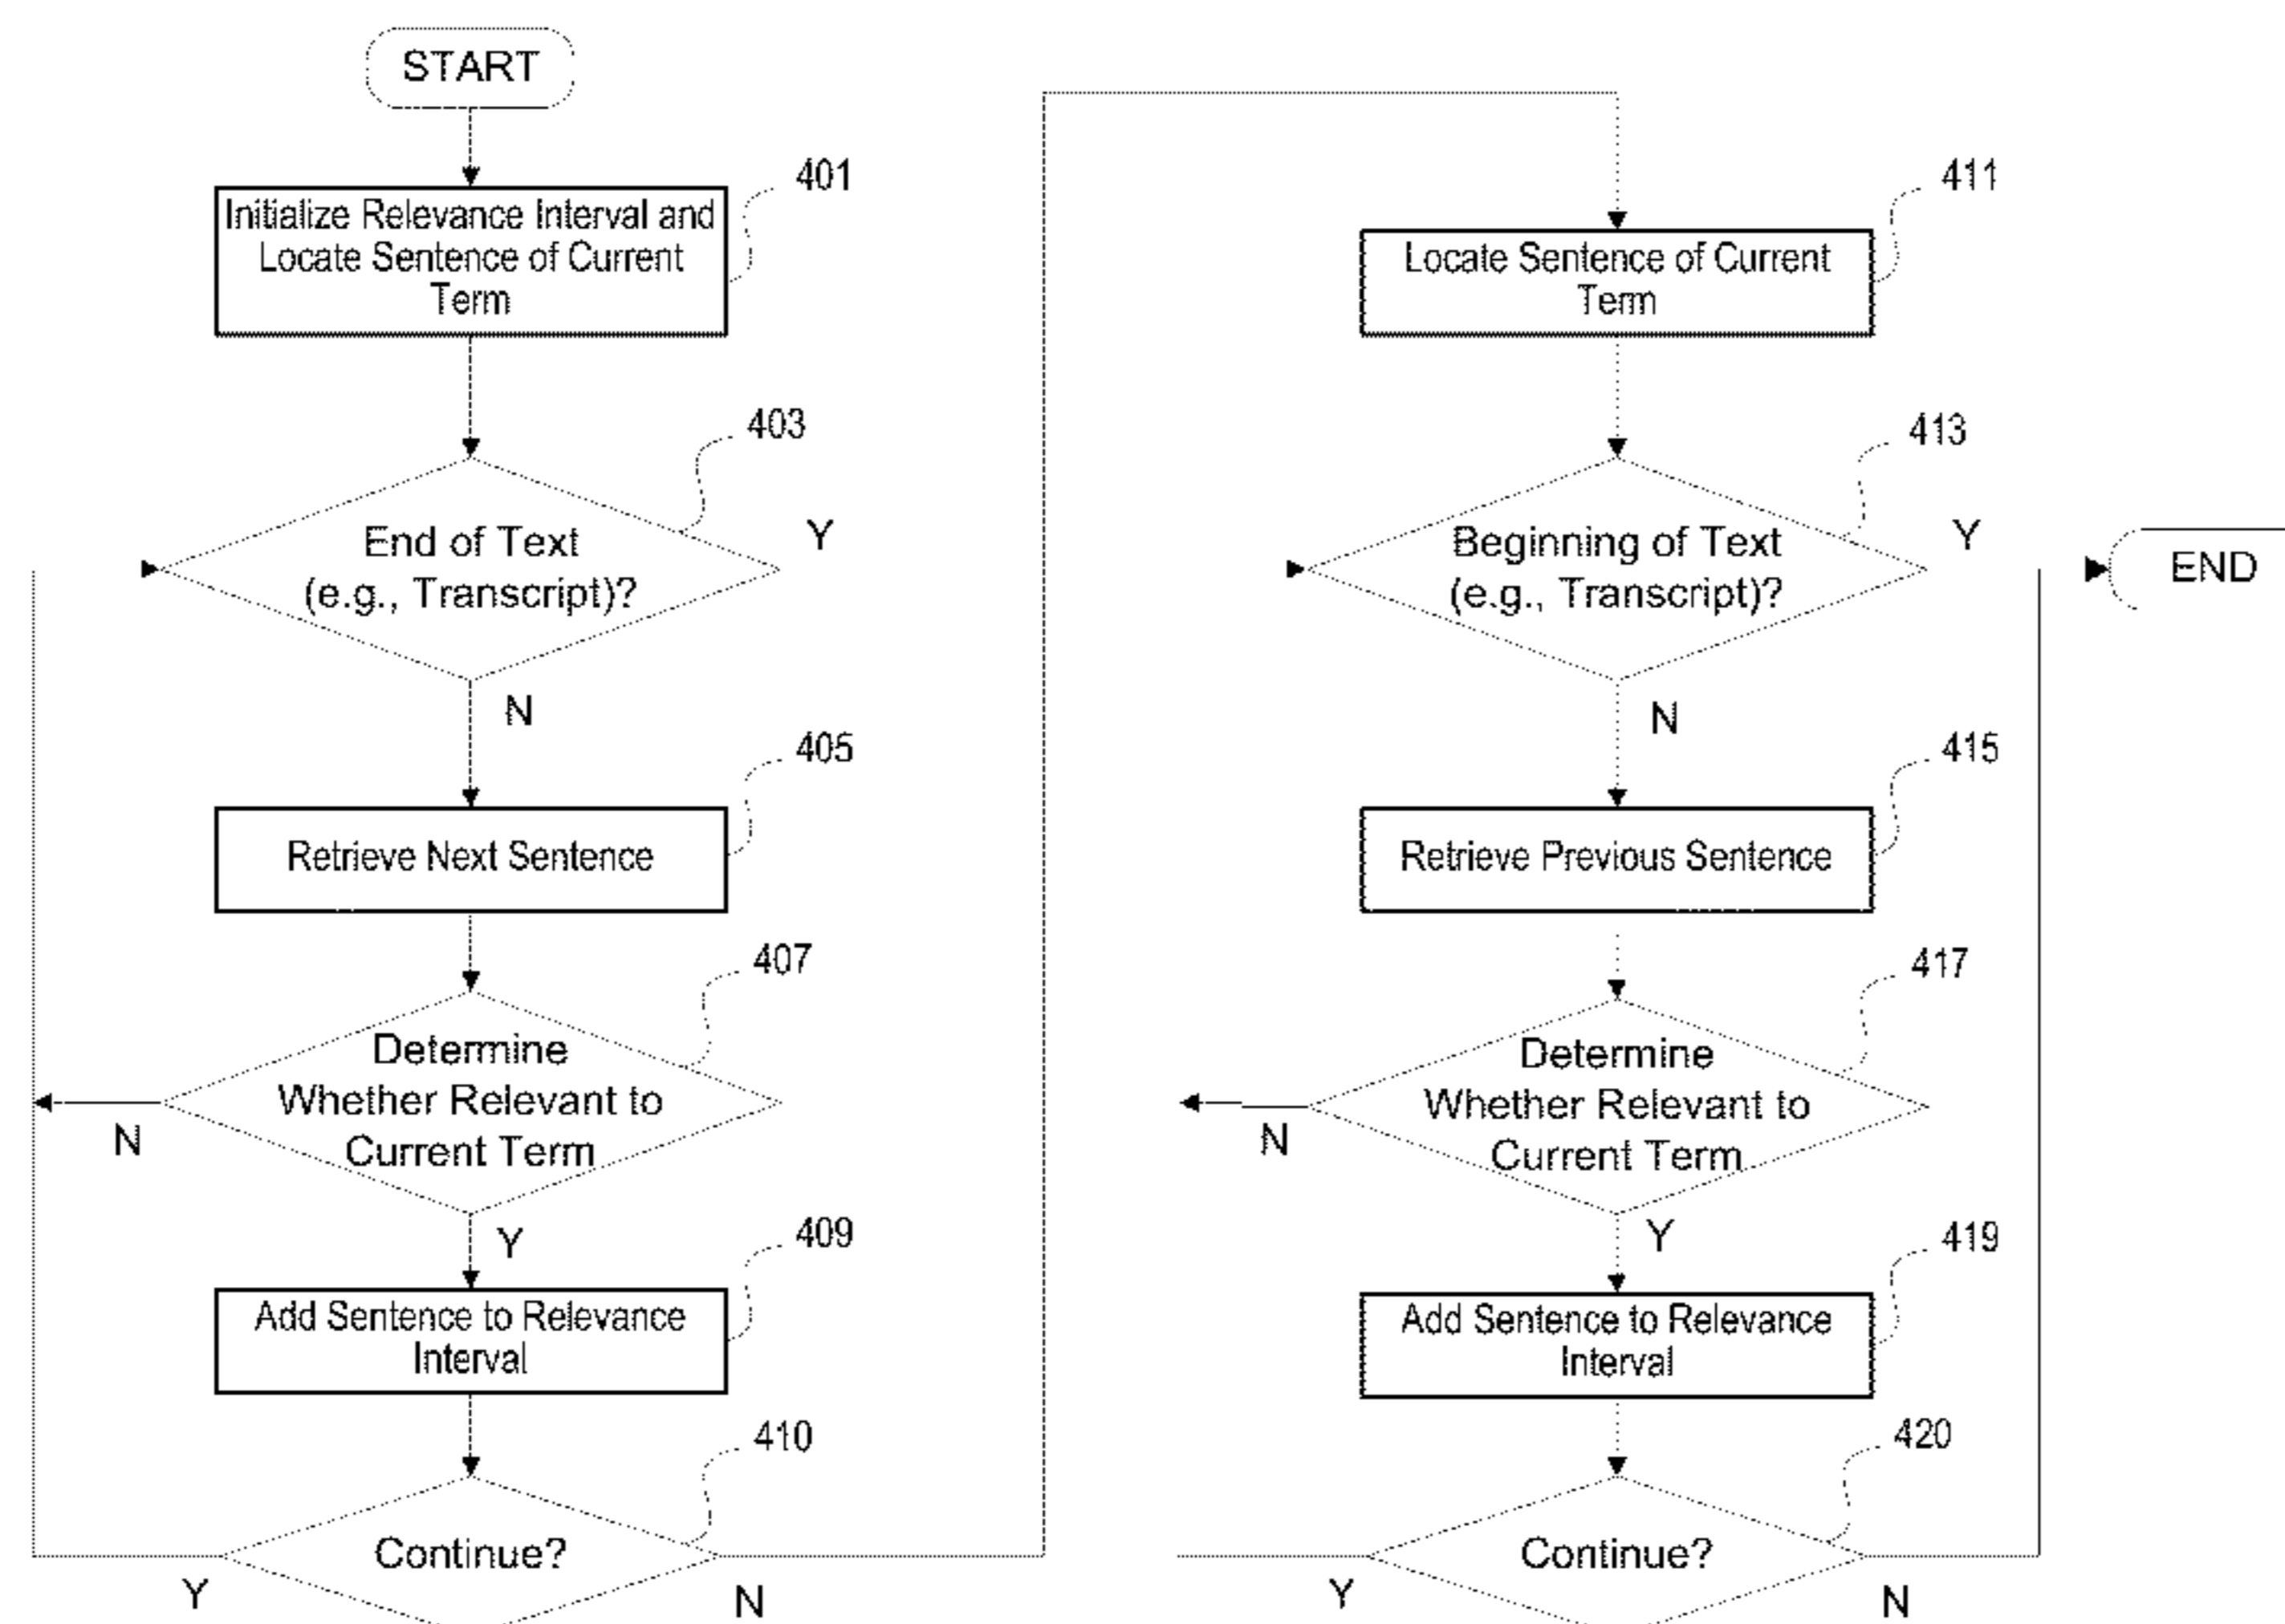 START
401
Initialize Relevance Interval and
Locate Sentence of Current
Term
403
End of Text
(e.g., Transcript)?
Y
N
405
Retrieve Next Sentence
407
Determine
Whether Relevant to
Current Term
N
Y
409
Add Sentence to Relevance
Interval
410
Continue?
Y
N
411
Locate Sentence of Current
Term
413
Beginning of Text
(e.g., Transcript)?
Y
END
N
415
Retrieve Previous Sentence
417
Determine
Whether Relevant to
Current Term
N
Y
419
Add Sentence to Relevance
Interval
420
Continue?
Y
N